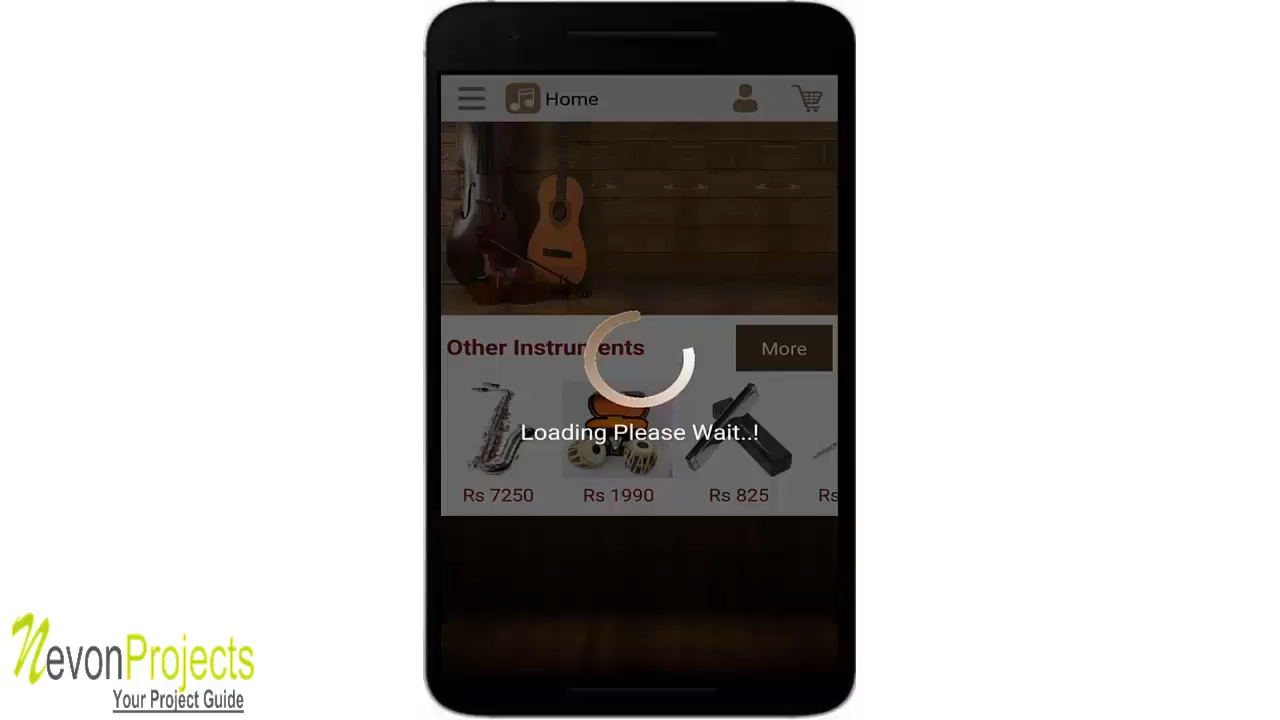 Home
Other Instruments
More
Loading Please Wait..!
Rs 7250
Rs 1990
Rs 825
Rs
NevonProjects
Your Project Guide